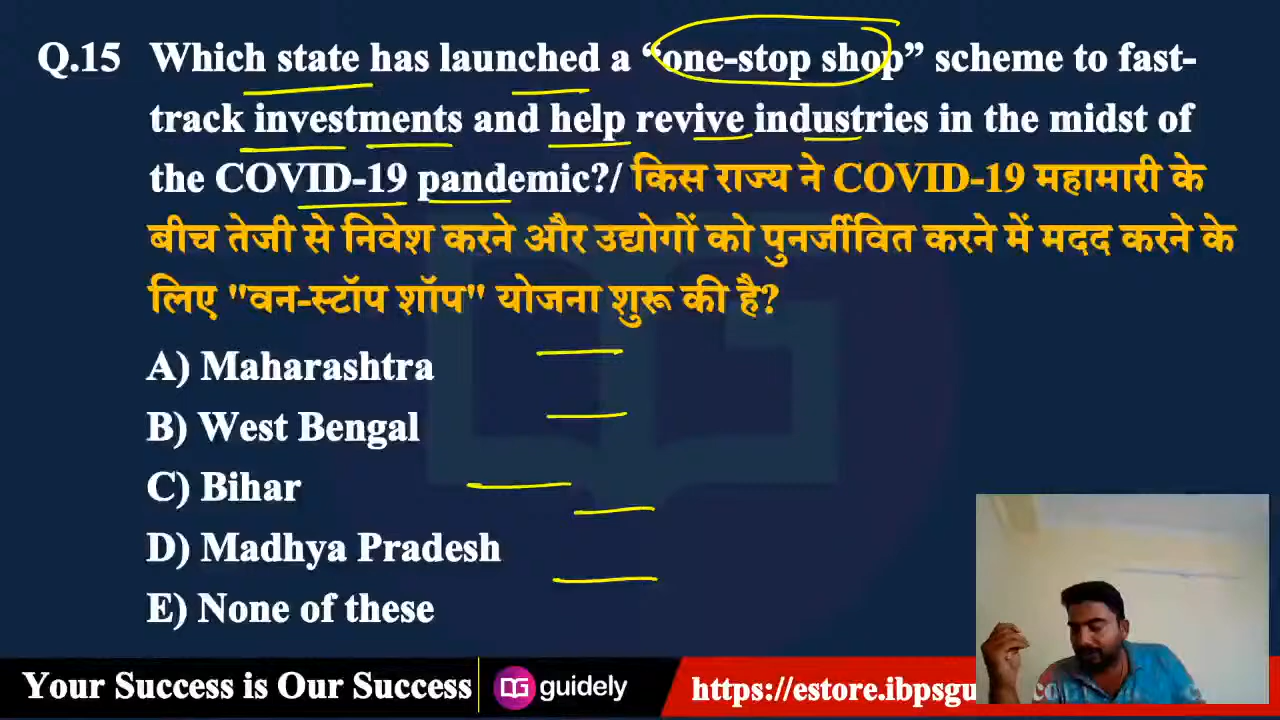 Q.15 Which state has launched a “one-stop shop” scheme to fast-
track investments and help revive industries in the midst of
the COVID-19 pandemic?/ किस राज्य ने COVID-19 महामारी के
बीच तेजी से निवेश करने और उद्योगों को पुनर्जीवित करने में मदद करने के
लिए "वन-स्टॉप शॉप" योजना शुरू की है?
A) Maharashtra
B) West Bengal
C) Bihar
D) Madhya Pradesh
E) None of these
Your Success is Our Success
guidely
https://estore.ibpsgu